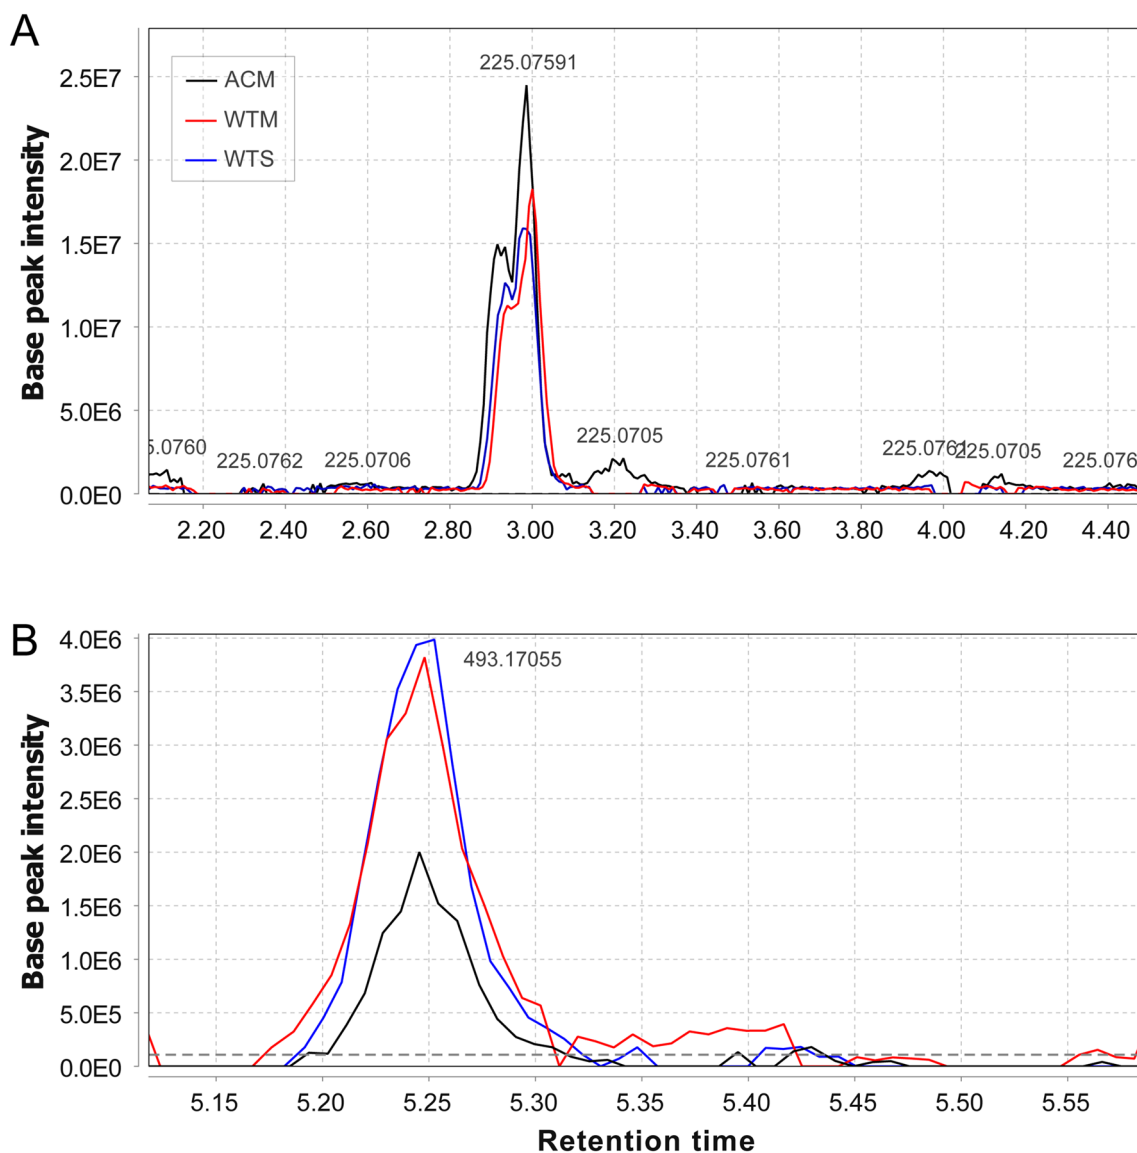 A
Base peak intensity
2.5E7
2.0E7
1.5E7
1.0E7
5.0E6
0.0E0
ACM
WTM
WTS
225.07591
5.0760
225.0762
225.0706
225.0705
225.0761
225.0761
225.0705
225.076
2.20 2.40 2.60 2.80 3.00 3.20 3.40 3.60 3.80 4.00 4.20 4.40
B
Base peak intensity
4.0E6
3.5E6
3.0E6
2.5E6
2.0E6
1.5E6
1.0E6
5.0E5
0.0E0
493.17055
5.15 5.20 5.25 5.30 5.35 5.40 5.45 5.50 5.55
Retention time